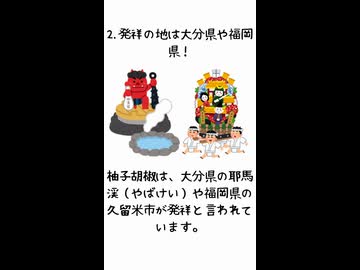 2.発祥の地は大分県や福岡
県！
柚子胡椒は、大分県の耶馬
渓（やばけい）や福岡県の
久留米市が発祥と言われて
います。